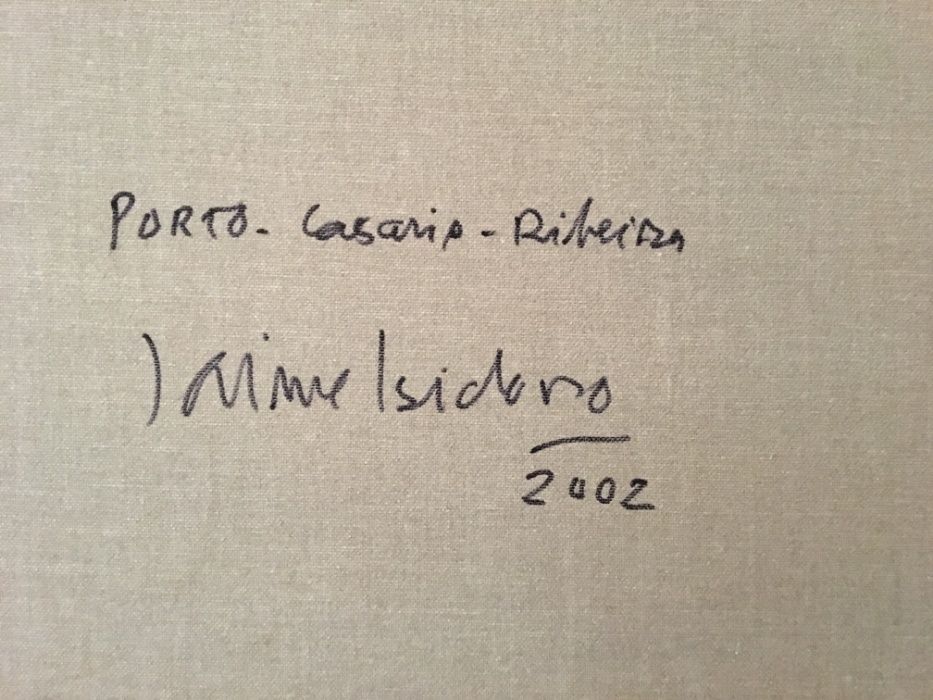 PORTO - Casario - Ribeira
Jaime Isidoro
2002